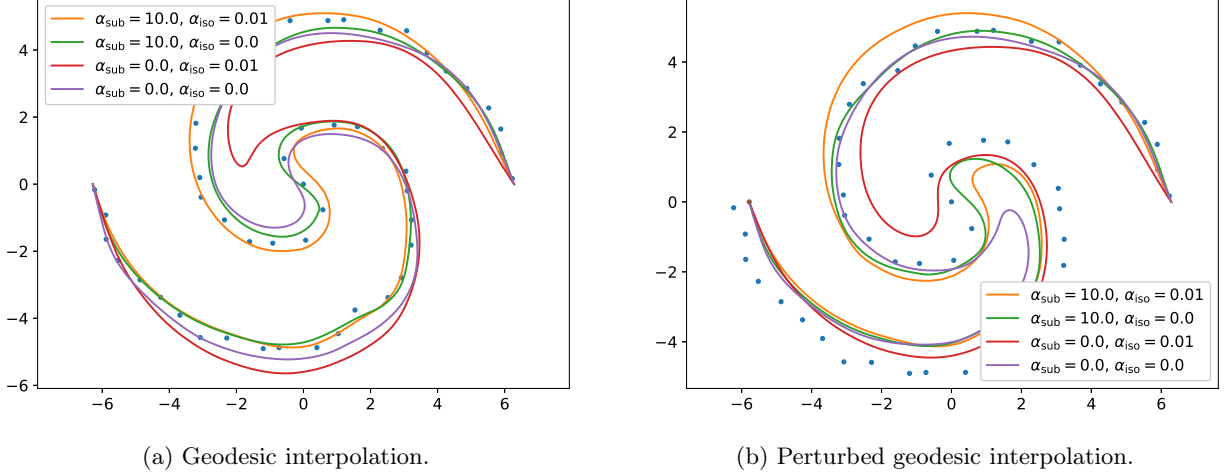 α_sub = 10.0, α_iso = 0.01
α_sub = 10.0, α_iso = 0.0
α_sub = 0.0, α_iso = 0.01
α_sub = 0.0, α_iso = 0.0
4
2
0
−2
−4
−6
−6 −4 −2 0 2 4 6
(a) Geodesic interpolation.
4
2
0
−2
−4
α_sub = 10.0, α_iso = 0.01
α_sub = 10.0, α_iso = 0.0
α_sub = 0.0, α_iso = 0.01
α_sub = 0.0, α_iso = 0.0
−6 −4 −2 0 2 4 6
(b) Perturbed geodesic interpolation.